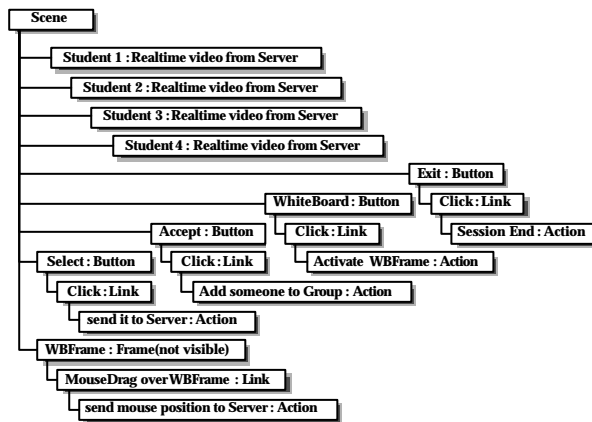 Scene
Student 1 : Realtime video from Server
Student 2 : Realtime video from Server
Student 3 : Realtime video from Server
Student 4 : Realtime video from Server
Exit : Button
WhiteBoard : Button
Click : Link
Accept : Button
Click : Link
Session End : Action
Select : Button
Click : Link
Activate WBFrame : Action
Click : Link
Add someone to Group : Action
send it to Server : Action
WBFrame : Frame(not visible)
MouseDrag over WBFrame : Link
send mouse position to Server : Action